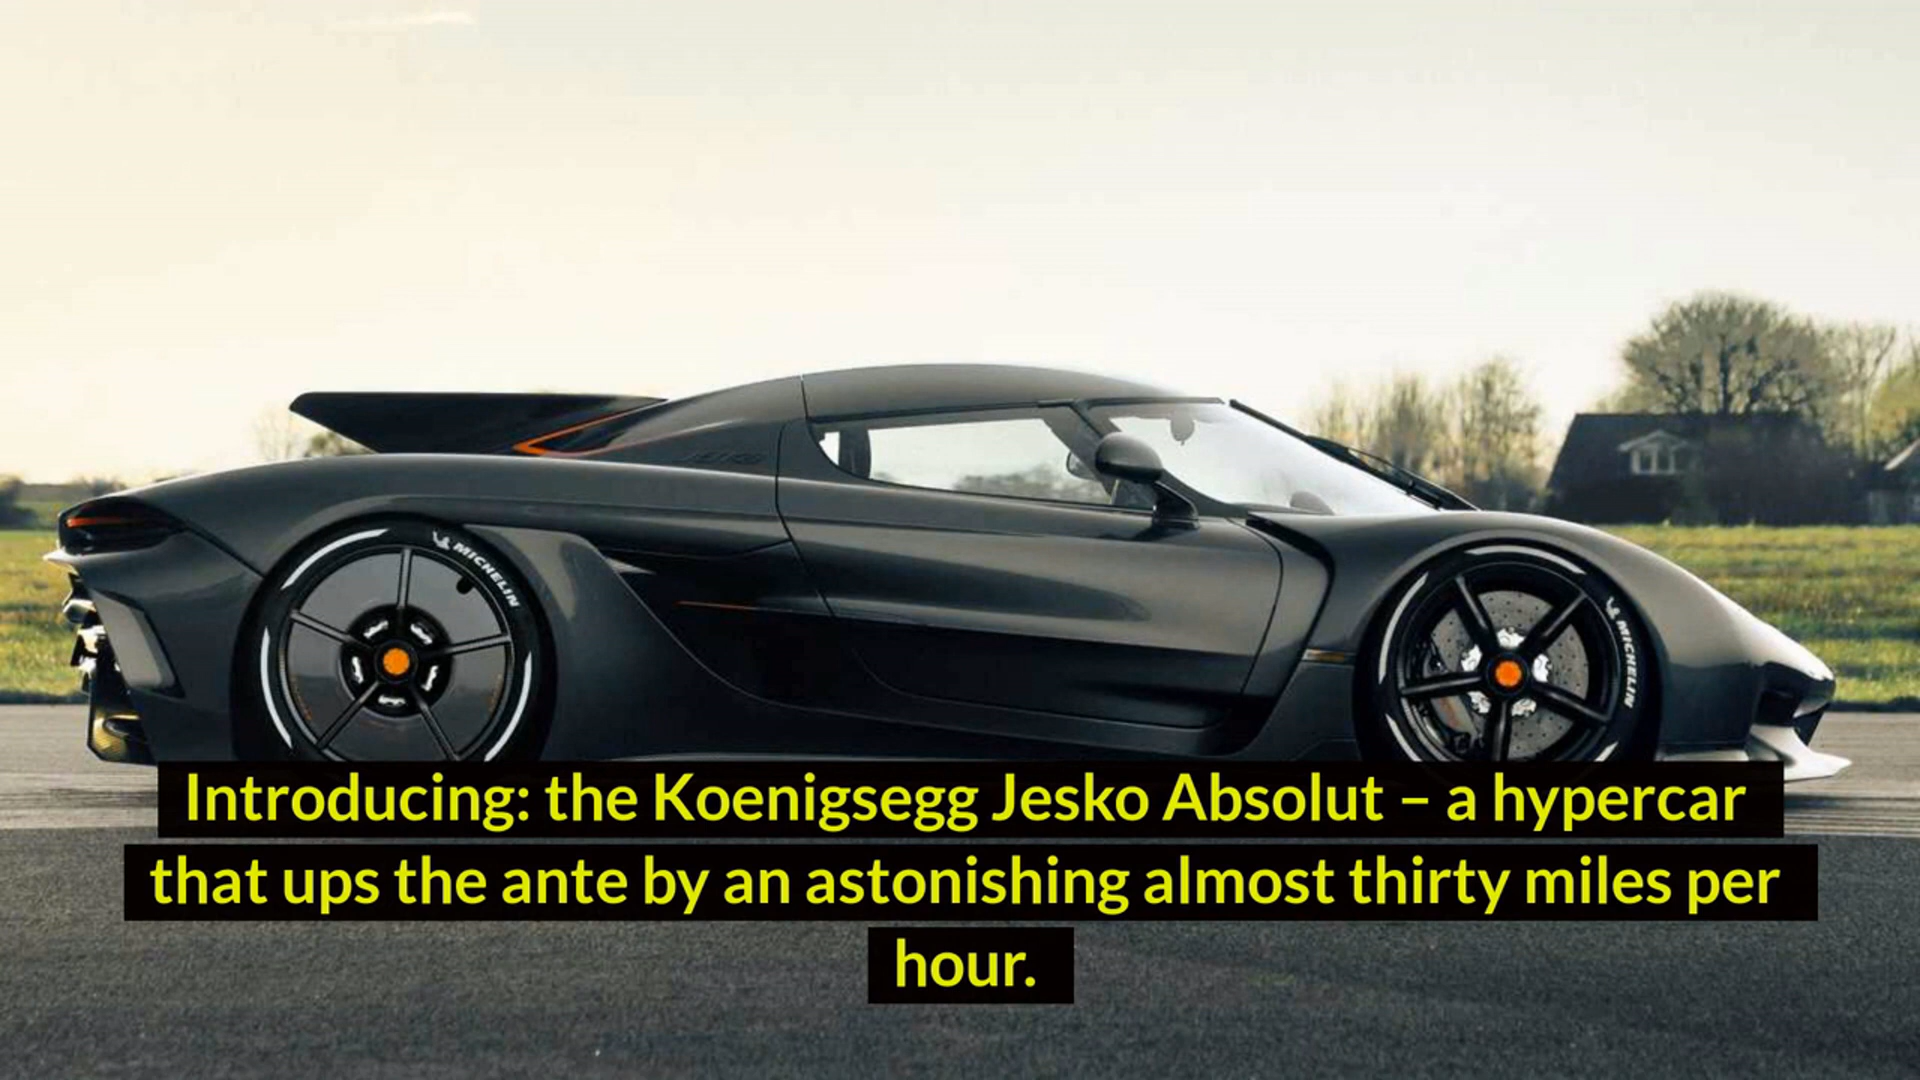 JESKO
MICHELIN
MICHELIN
Introducing: the Koenigsegg Jesko Absolut – a hypercar
that ups the ante by an astonishing almost thirty miles per
hour.